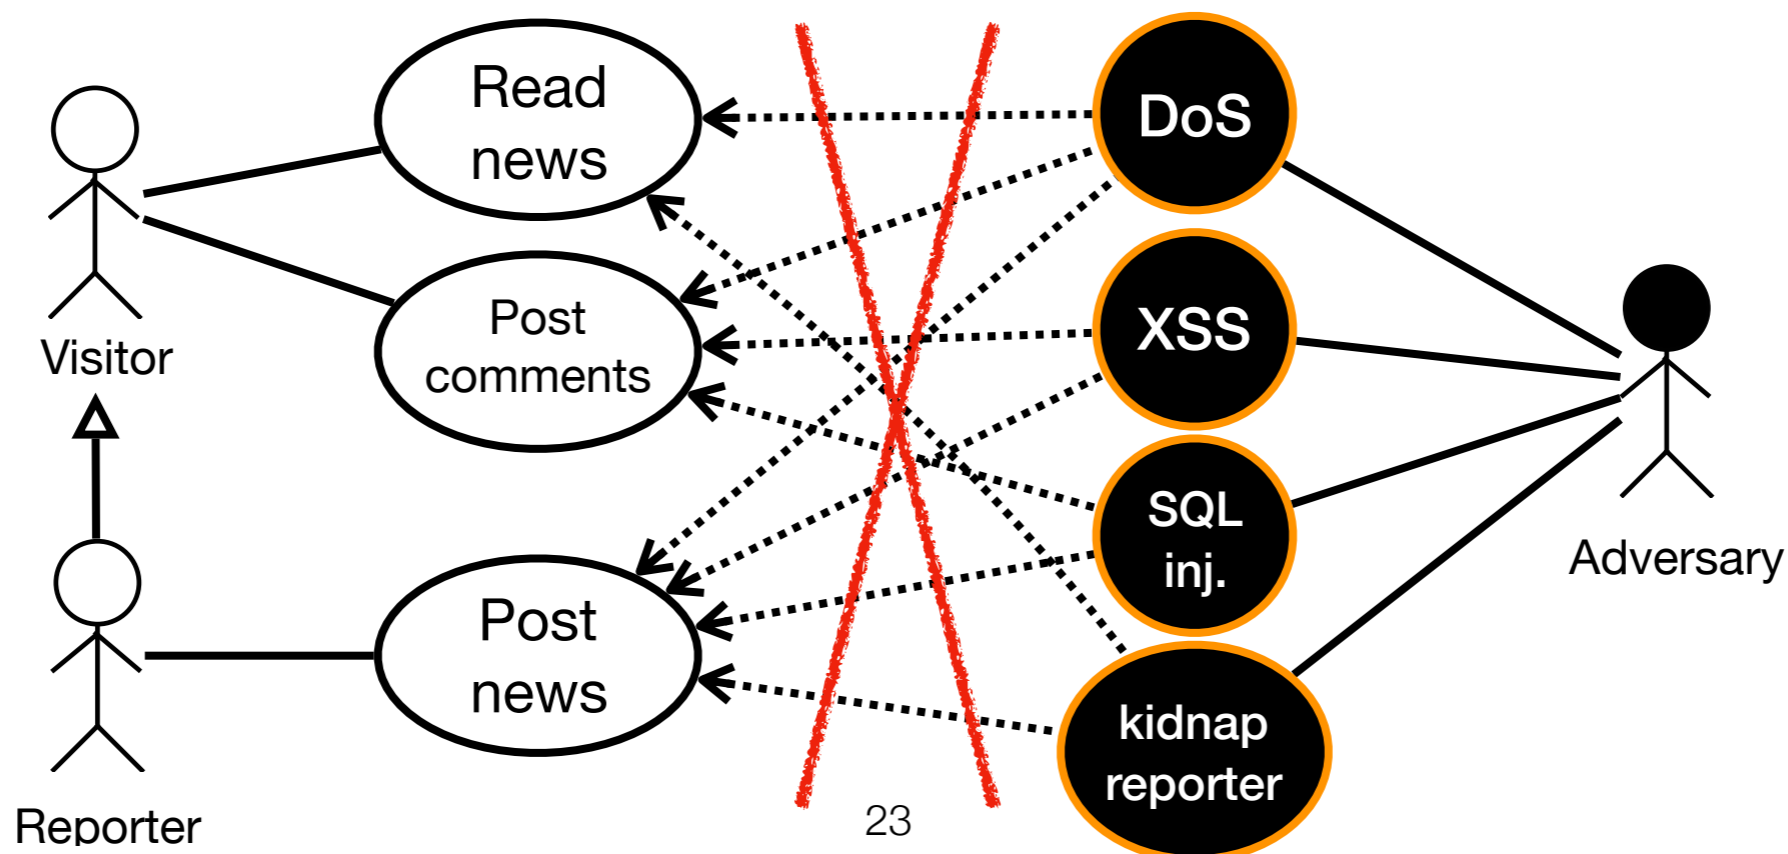 Read
news
Post
comments
Visitor
Post
news
Reporter
DoS
XSS
SQL
inj.
kidnap
reporter
Adversary
23